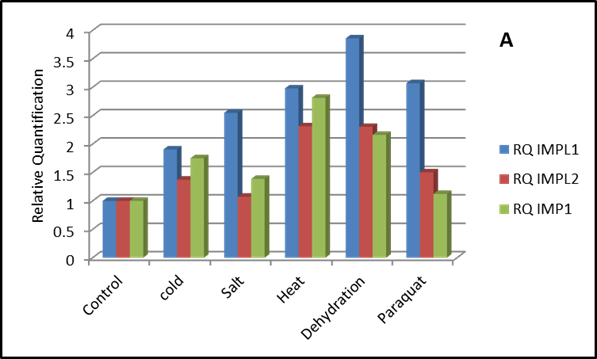 A
Relative Quantification
4
3.5
3
2.5
2
1.5
1
0.5
0
Control
cold
Salt
Heat
Dehydration
Paraquat
RQ IMPL1
RQ IMPL2
RQ IMP1